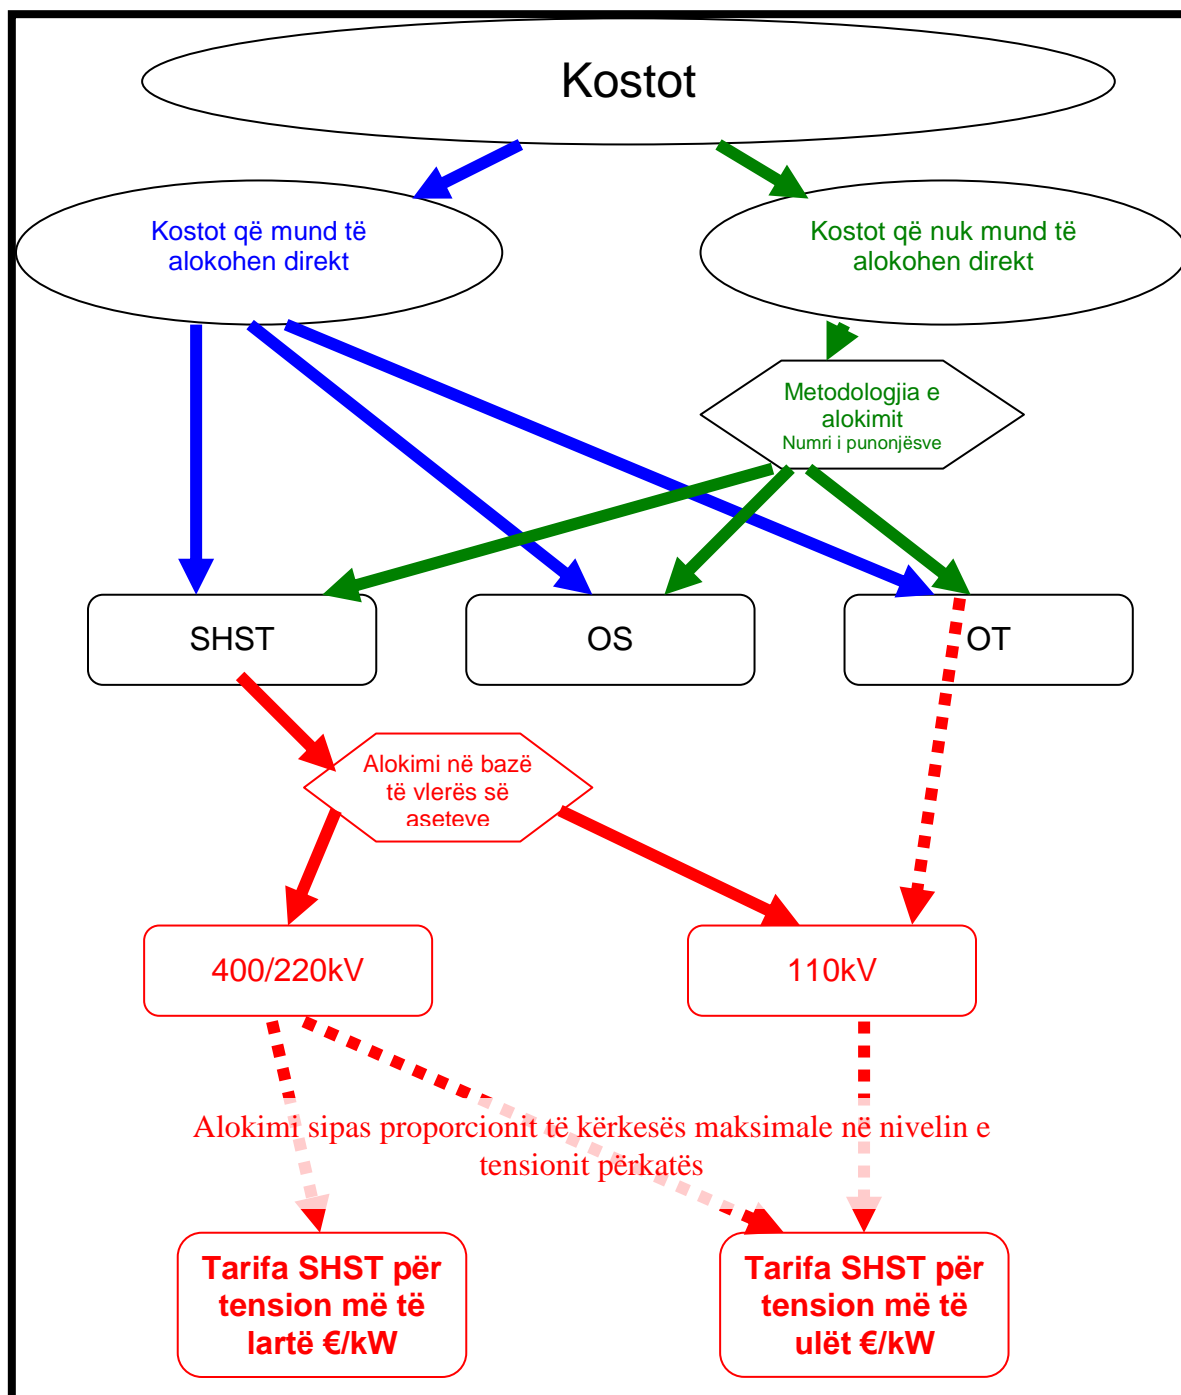 Kostot
Kostot që mund të
alokohen direkt
Kostot që nuk mund të
alokohen direkt
Metodologjia e
alokimit
Numri i punonjësve
SHST
OS
OT
Alokimi në bazë
të vlerës së
aseteve
400/220kV
110kV
Alokimi sipas proporcionit të kërkesës maksimale në nivelin e
tensionit përkatës
Tarifa SHST për
tension më të
lartë €/kW
Tarifa SHST për
tension më të
ulët €/kW